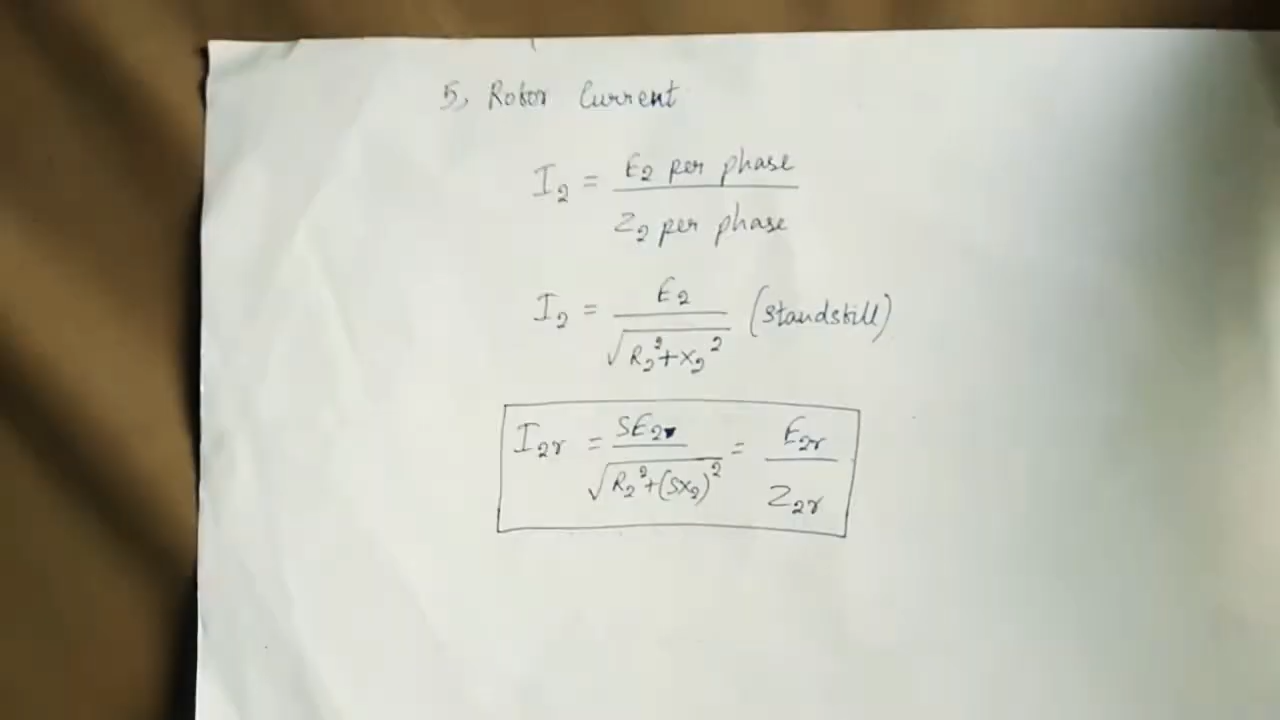 5, Rotor Current
I₂ = E₂ per phase / Z₂ per phase
I₂ = E₂ / √(R₂² + X₂²) (standstill)
I₂r = SE₂ / √(R₂² + (SX₂)²) = E₂r / Z₂r